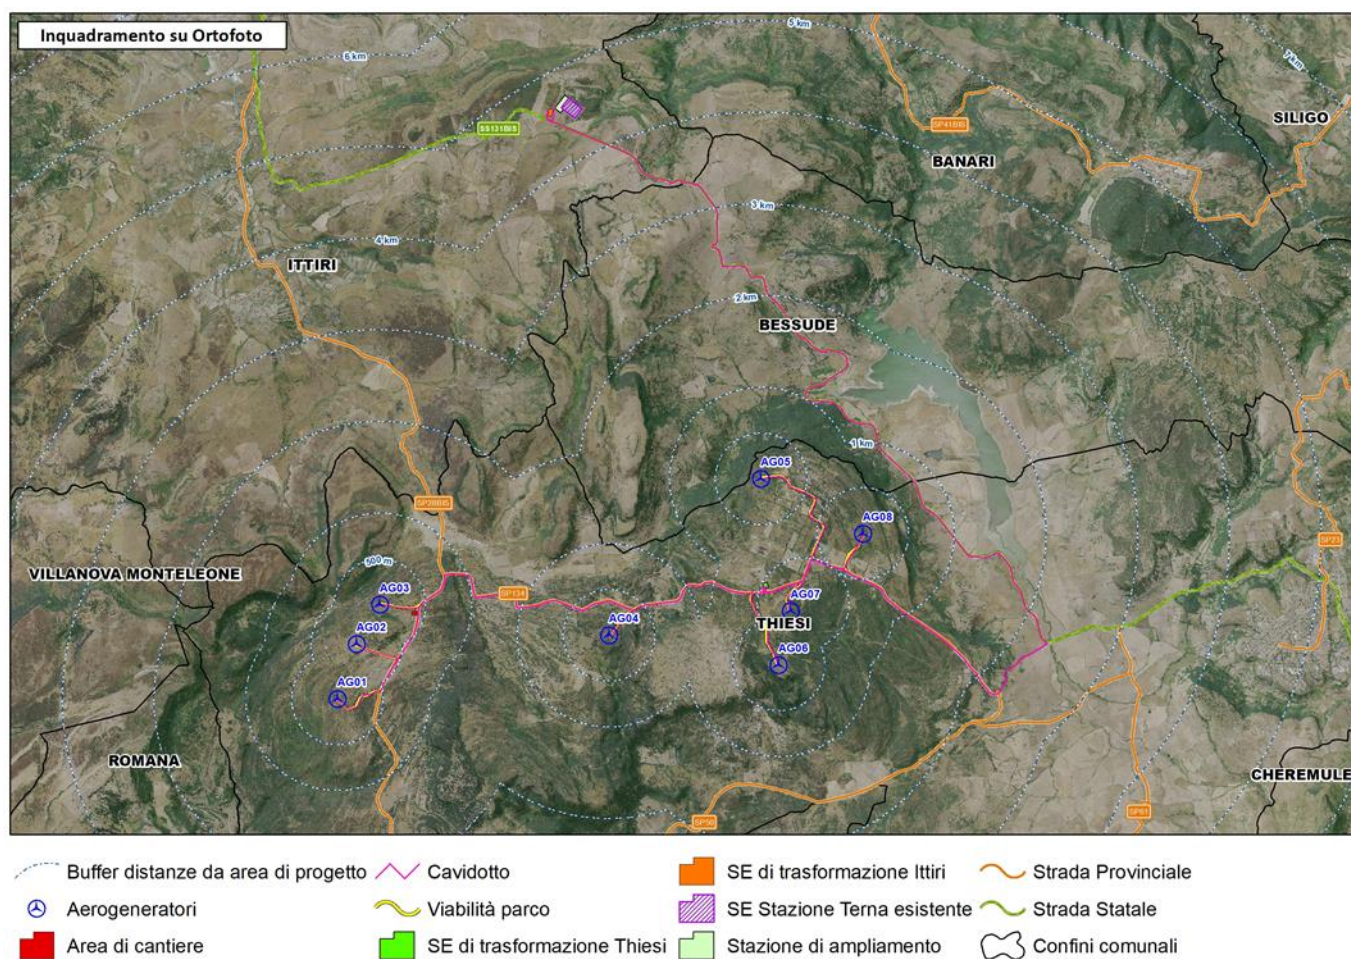 Inquadramento su Ortofoto
6 km
5 km
7 km
SILIGO
SS131BIS
SP41BIS
BANARI
3 km
4 km
ITTIRI
2 km
BESSUDE
1 km
AG05
SP28BIS
AG08
SP23
500 m
VILLANOVA MONTELEONE
AG03
SP134
AG07
AG04
THIESI
AG02
AG06
AG01
ROMANA
CHEREMULE
SP50
SP61
Buffer distanze da area di progetto
Cavidotto
SE di trasformazione Ittiri
Strada Provinciale
Aerogeneratori
Viabilità parco
SE Stazione Terna esistente
Strada Statale
Area di cantiere
SE di trasformazione Thiesi
Stazione di ampliamento
Confini comunali